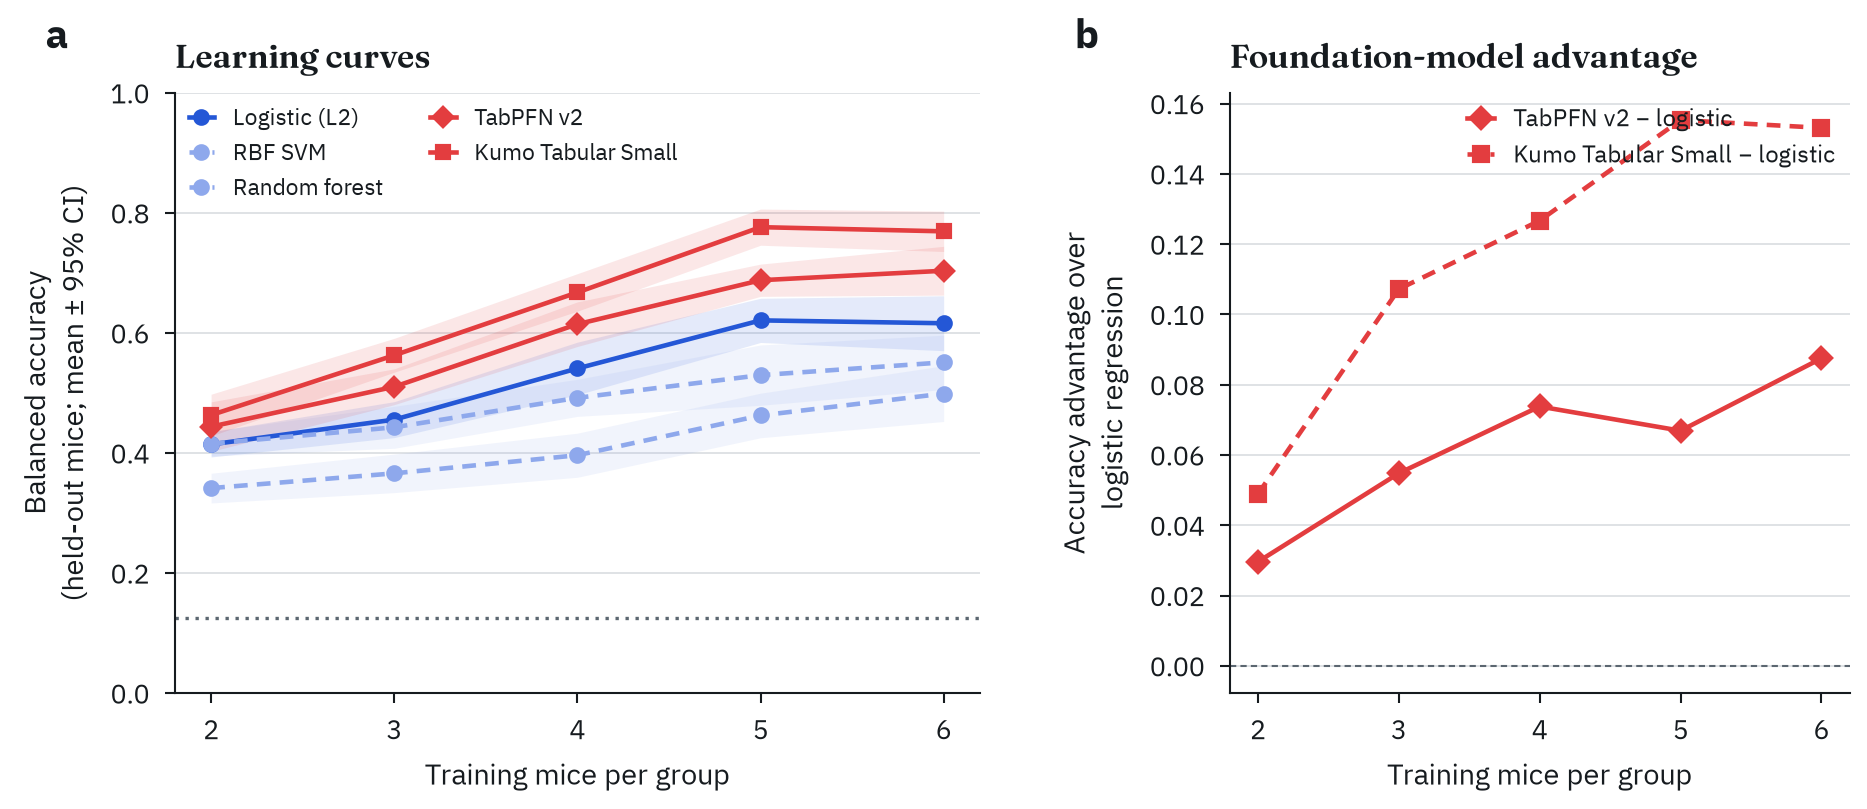 a
Learning curves
1.0
0.8
0.6
0.4
0.2
0.0
Logistic (L2)
RBF SVM
Random forest
TabPFN v2
Kumo Tabular Small
Balanced accuracy
(held-out mice; mean ± 95% CI)
2 3 4 5 6
Training mice per group
b
Foundation-model advantage
0.16
0.14
0.12
0.10
0.08
0.06
0.04
0.02
0.00
TabPFN v2 – logistic
Kumo Tabular Small – logistic
Accuracy advantage over
logistic regression
2 3 4 5 6
Training mice per group